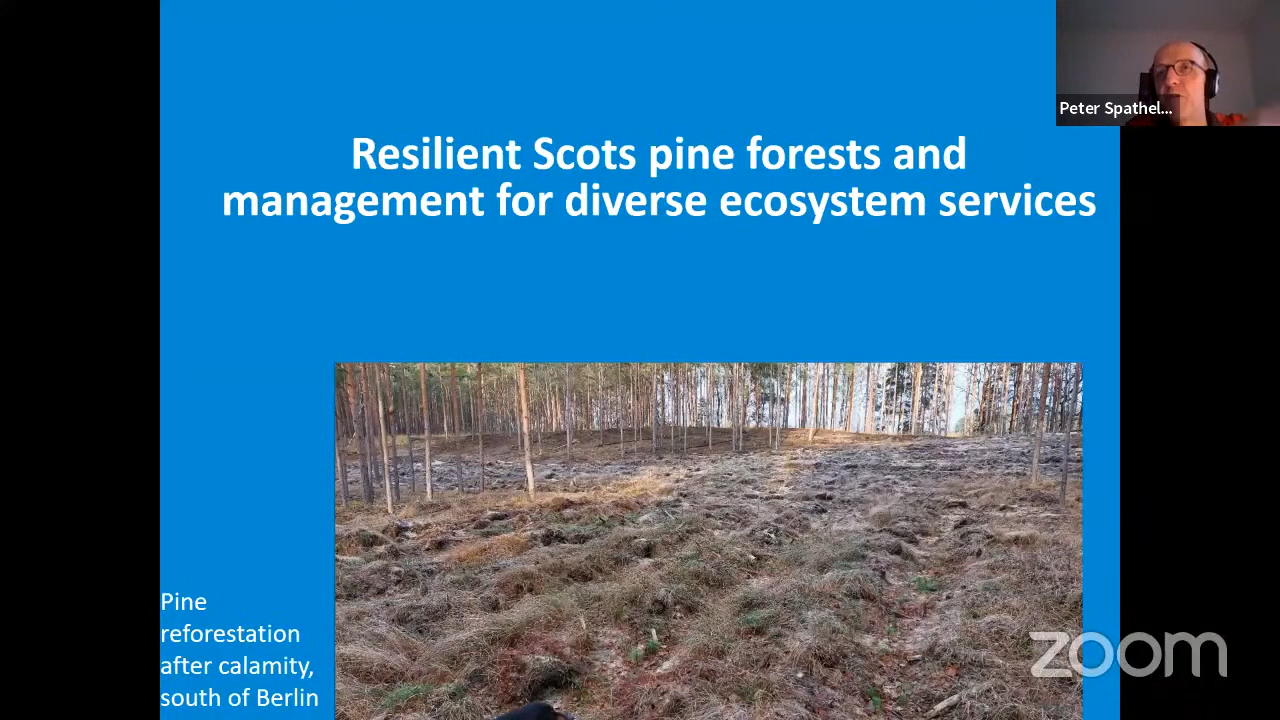 Peter Spathel...
Resilient Scots pine forests and
management for diverse ecosystem services
Pine
reforestation
after calamity,
south of Berlin
zoom